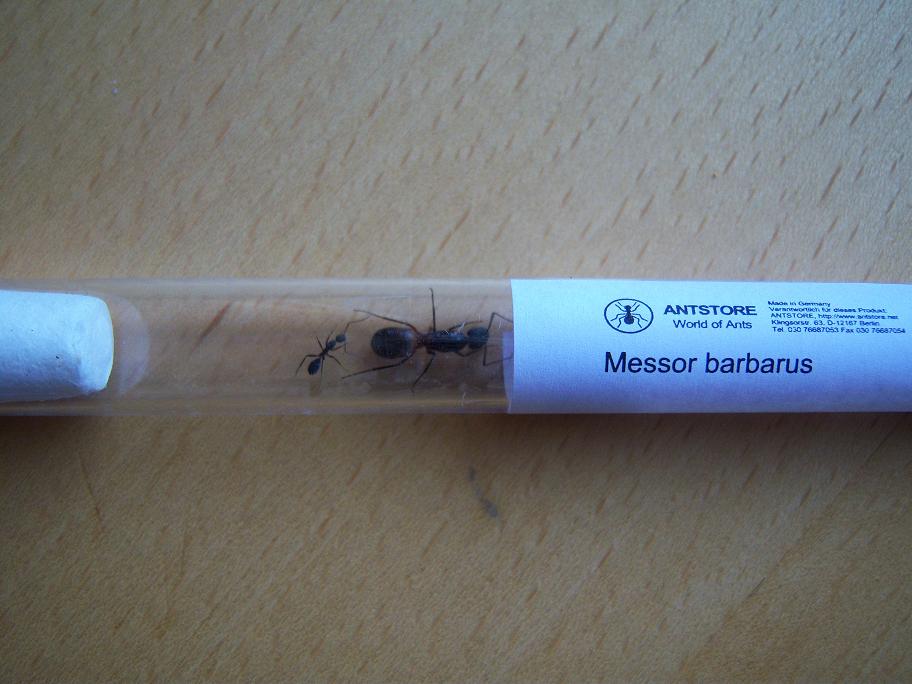 ANTSTORE
World of Ants
Made in Germany
Verantwortlich für dieses Produkt:
ANTSTORE, http://www.antstore.net
Klingsorstr. 63, D-12167 Berlin
Tel. 030 76687053 Fax 030 76687054
Messor barbarus